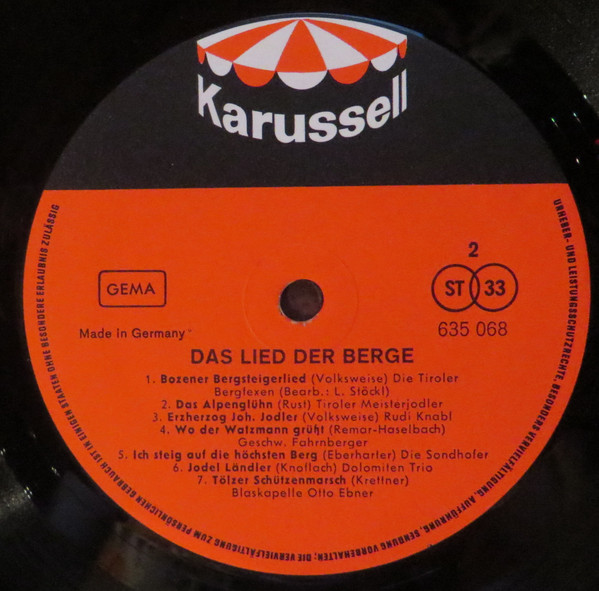 Karussell
GEMA
Made In Germany
2
ST 33
635 068
DAS LIED DER BERGE
1. Bozener Bergsteigerlied (Volksweise) Die Tiroler
Berglexen (Bearb.: L. Stöckl)
2. Das Alpenglühn (Rust) Tiroler Meisterjodler
3. Erzherzog Joh. Jodler (Volksweise) Rudi Knabl
4. Wo der Watzmann grüßt (Remar-Haselbach)
Geschw. Fahrnberger
5. Ich steig auf die höchsten Berg (Eberharter) Die Sondhofer
6. Jodel Ländler (Knoflach) Dolomiten Trio
7. Tölzer Schützenmarsch (Krettner)
Blaskapelle Otto Ebner
URHEBER- UND LEISTUNGSSCHUTZRECHTE, BESONDERS VERVIELFÄLTIGUNG, AUFFÜHRUNG, SENDUNG VORBEHALTEN; DIE VERVIELFÄLTIGUNG ZUM PERSÖNLICHEN GEBRAUCH IST IN EINIGEN STAATEN OHNE BESONDERE ERLAUBNIS ZULÄSSIG